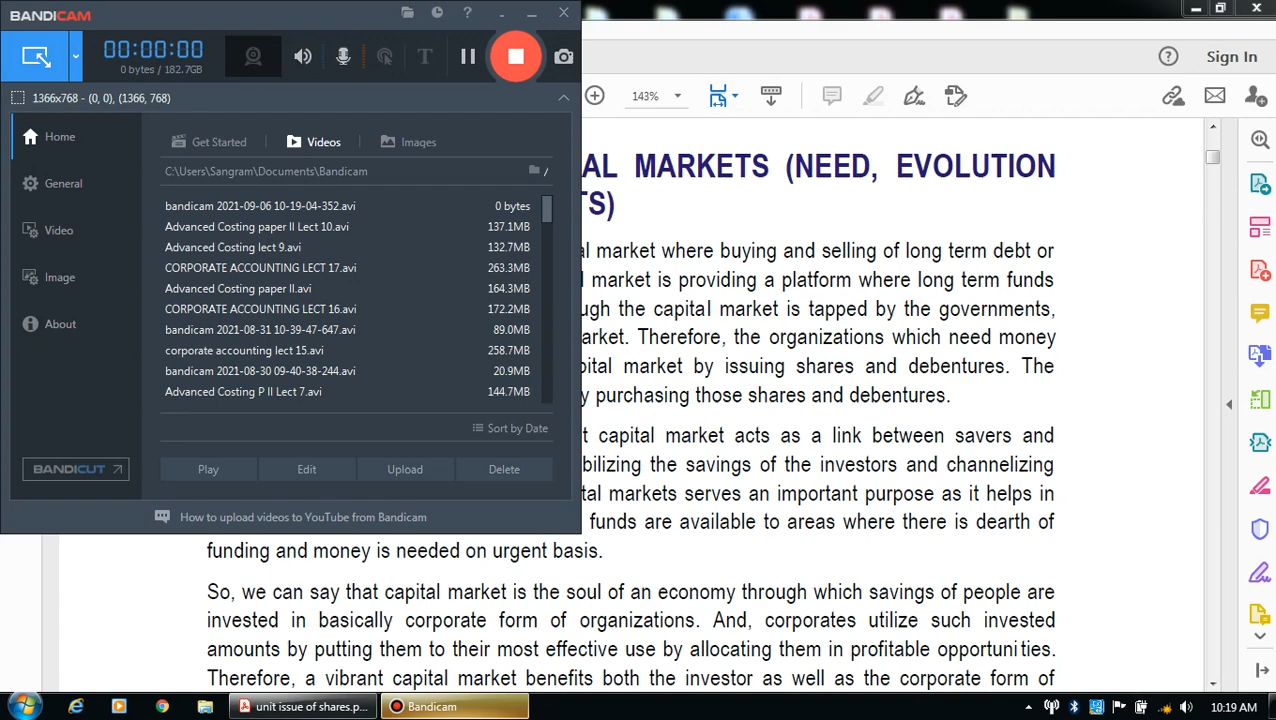 BANDICAM
?
00:00:00
0 bytes / 182.7GB
T
1366x768 - (0, 0), (1366, 768)
Home
General
Video
Image
About
Get Started
Videos
Images
C:\Users\Sangram\Documents\Bandicam
/
bandicam 2021-09-06 10-19-04-352.avi 0 bytes
Advanced Costing paper II Lect 10.avi 137.1MB
Advanced Costing lect 9.avi 132.7MB
CORPORATE ACCOUNTING LECT 17.avi 263.3MB
Advanced Costing paper II.avi 164.3MB
CORPORATE ACCOUNTING LECT 16.avi 172.2MB
bandicam 2021-08-31 10-39-47-647.avi 89.0MB
corporate accounting lect 15.avi 258.7MB
bandicam 2021-08-30 09-40-38-244.avi 20.9MB
Advanced Costing P II Lect 7.avi 144.7MB
Sort by Date
BANDICUT
Play
Edit
Upload
Delete
How to upload videos to YouTube from Bandicam
? Sign In
143%
AL MARKETS (NEED, EVOLUTION
TS)
al market where buying and selling of long term debt or
l market is providing a platform where long term funds
ugh the capital market is tapped by the governments,
arket. Therefore, the organizations which need money
pital market by issuing shares and debentures. The
y purchasing those shares and debentures.
t capital market acts as a link between savers and
bilizing the savings of the investors and channelizing
tal markets serves an important purpose as it helps in
funds are available to areas where there is dearth of
funding and money is needed on urgent basis.
So, we can say that capital market is the soul of an economy through which savings of people are
invested in basically corporate form of organizations. And, corporates utilize such invested
amounts by putting them to their most effective use by allocating them in profitable opportunities.
Therefore, a vibrant capital market benefits both the investor as well as the corporate form of
unit issue of shares.p...
Bandicam
10:19 AM